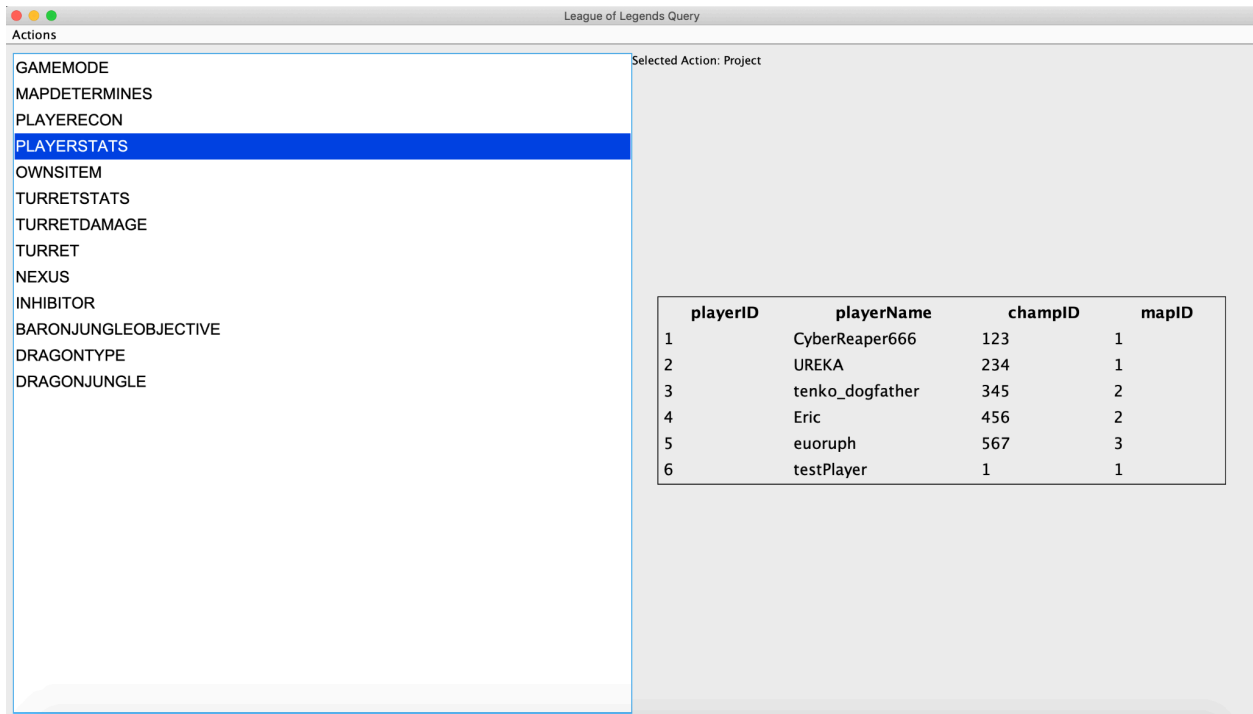 League of Legends Query
Actions
GAMEMODE
MAPDETERMINES
PLAYERECON
PLAYERSTATS
OWNSITEM
TURRETSTATS
TURRETDAMAGE
TURRET
NEXUS
INHIBITOR
BARONJUNGLEOBJECTIVE
DRAGONTYPE
DRAGONJUNGLE
Selected Action: Project
playerID playerName champID mapID
1 CyberReaper666 123 1
2 UREKA 234 1
3 tenko_dogfather 345 2
4 Eric 456 2
5 euoruph 567 3
6 testPlayer 1 1